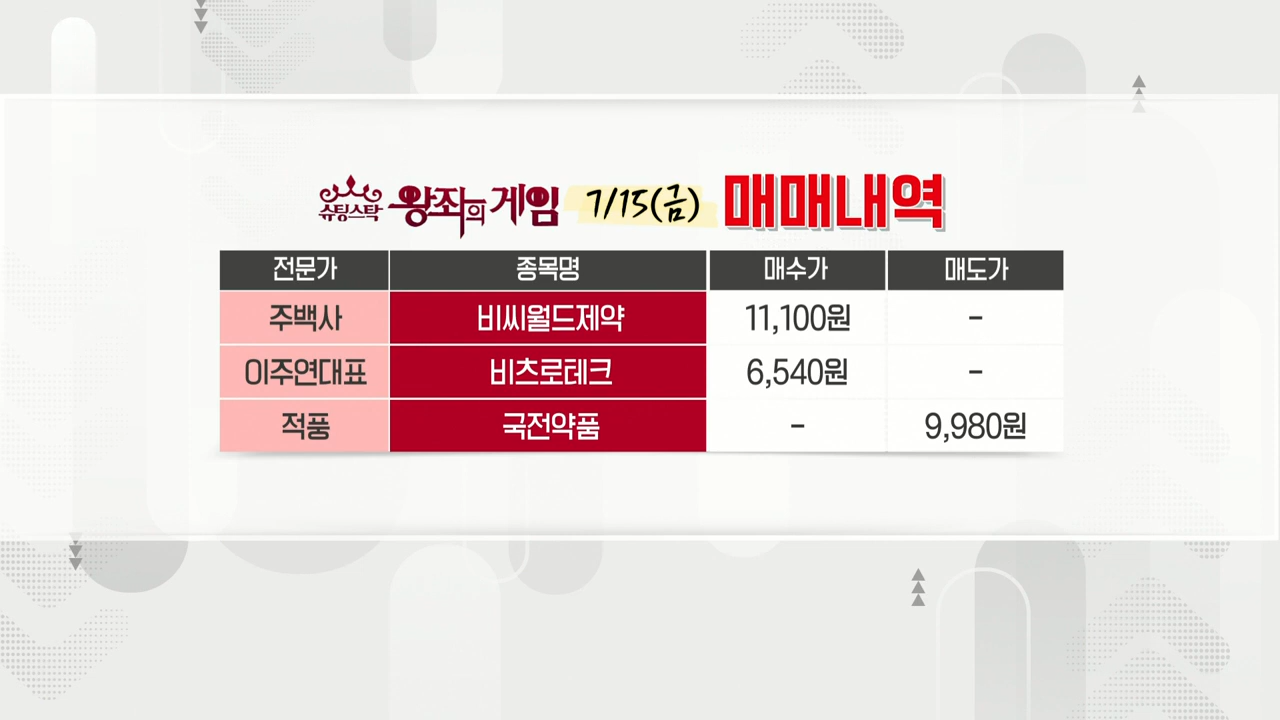 슈팅스탁 왕좌의 게임 7/15(금) 매매내역
전문가 종목명 매수가 매도가
주백사 비씨월드제약 11,100원 -
이주연대표 비츠로테크 6,540원 -
적풍 국전약품 - 9,980원